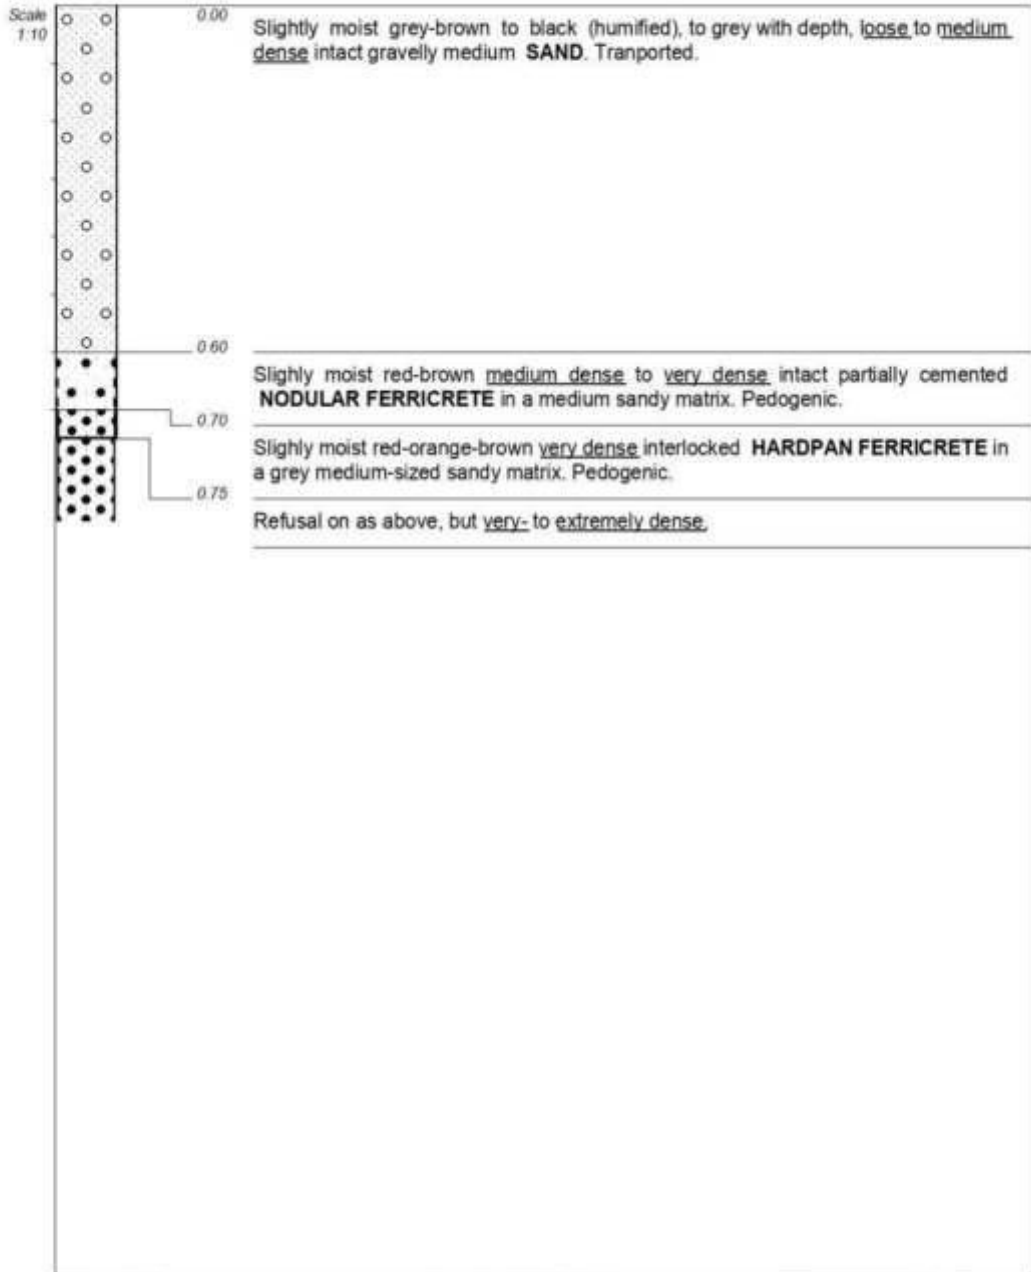 Scale
1:10
0.00
Slightly moist grey-brown to black (humified), to grey with depth, loose to medium
dense intact gravelly medium SAND. Tranported.
0.60
Slighly moist red-brown medium dense to very dense intact partially cemented
NODULAR FERRICRETE in a medium sandy matrix. Pedogenic.
0.70
Slighly moist red-orange-brown very dense interlocked HARDPAN FERRICRETE in
a grey medium-sized sandy matrix. Pedogenic.
0.75
Refusal on as above, but very- to extremely dense.